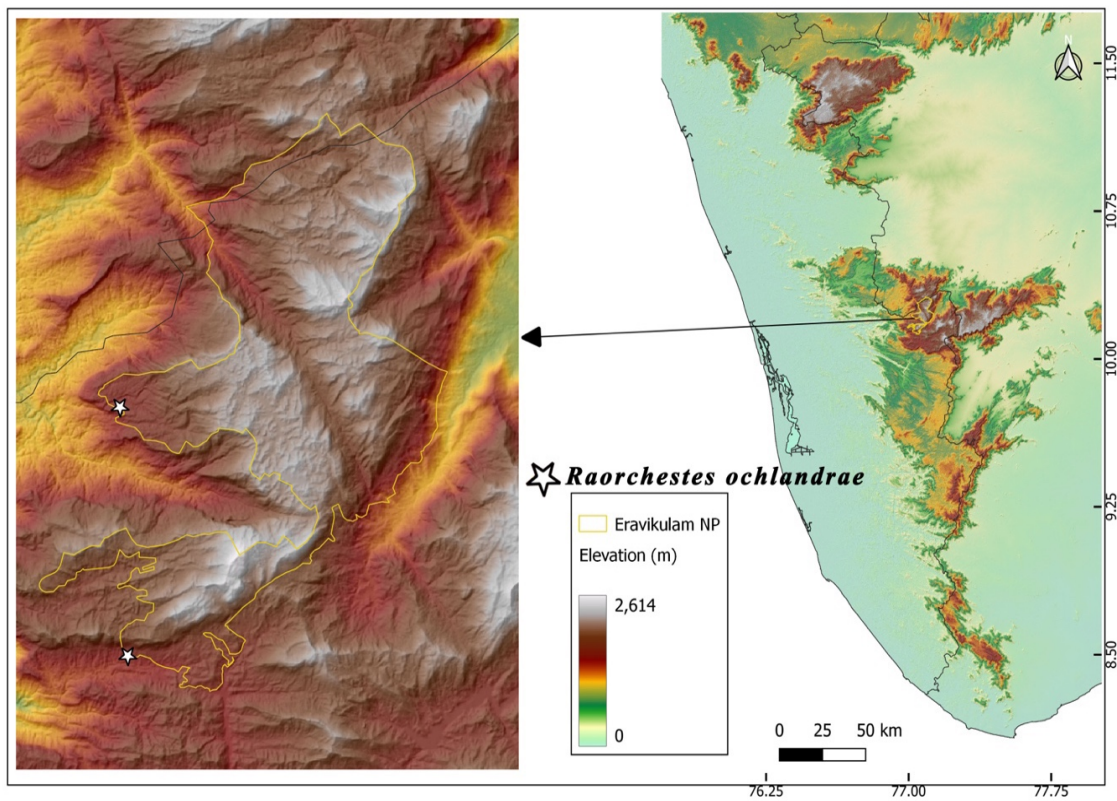 N
11.50
10.75
10.00
9.25
8.50
Raorchestes ochlandrae
Eravikulam NP
Elevation (m)
2,614
0
0 25 50 km
76.25 77.00 77.75